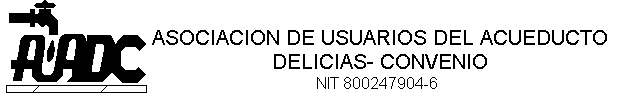 AUADC
ASOCIACION DE USUARIOS DEL ACUEDUCTO
DELICIAS- CONVENIO
NIT 800247904-6